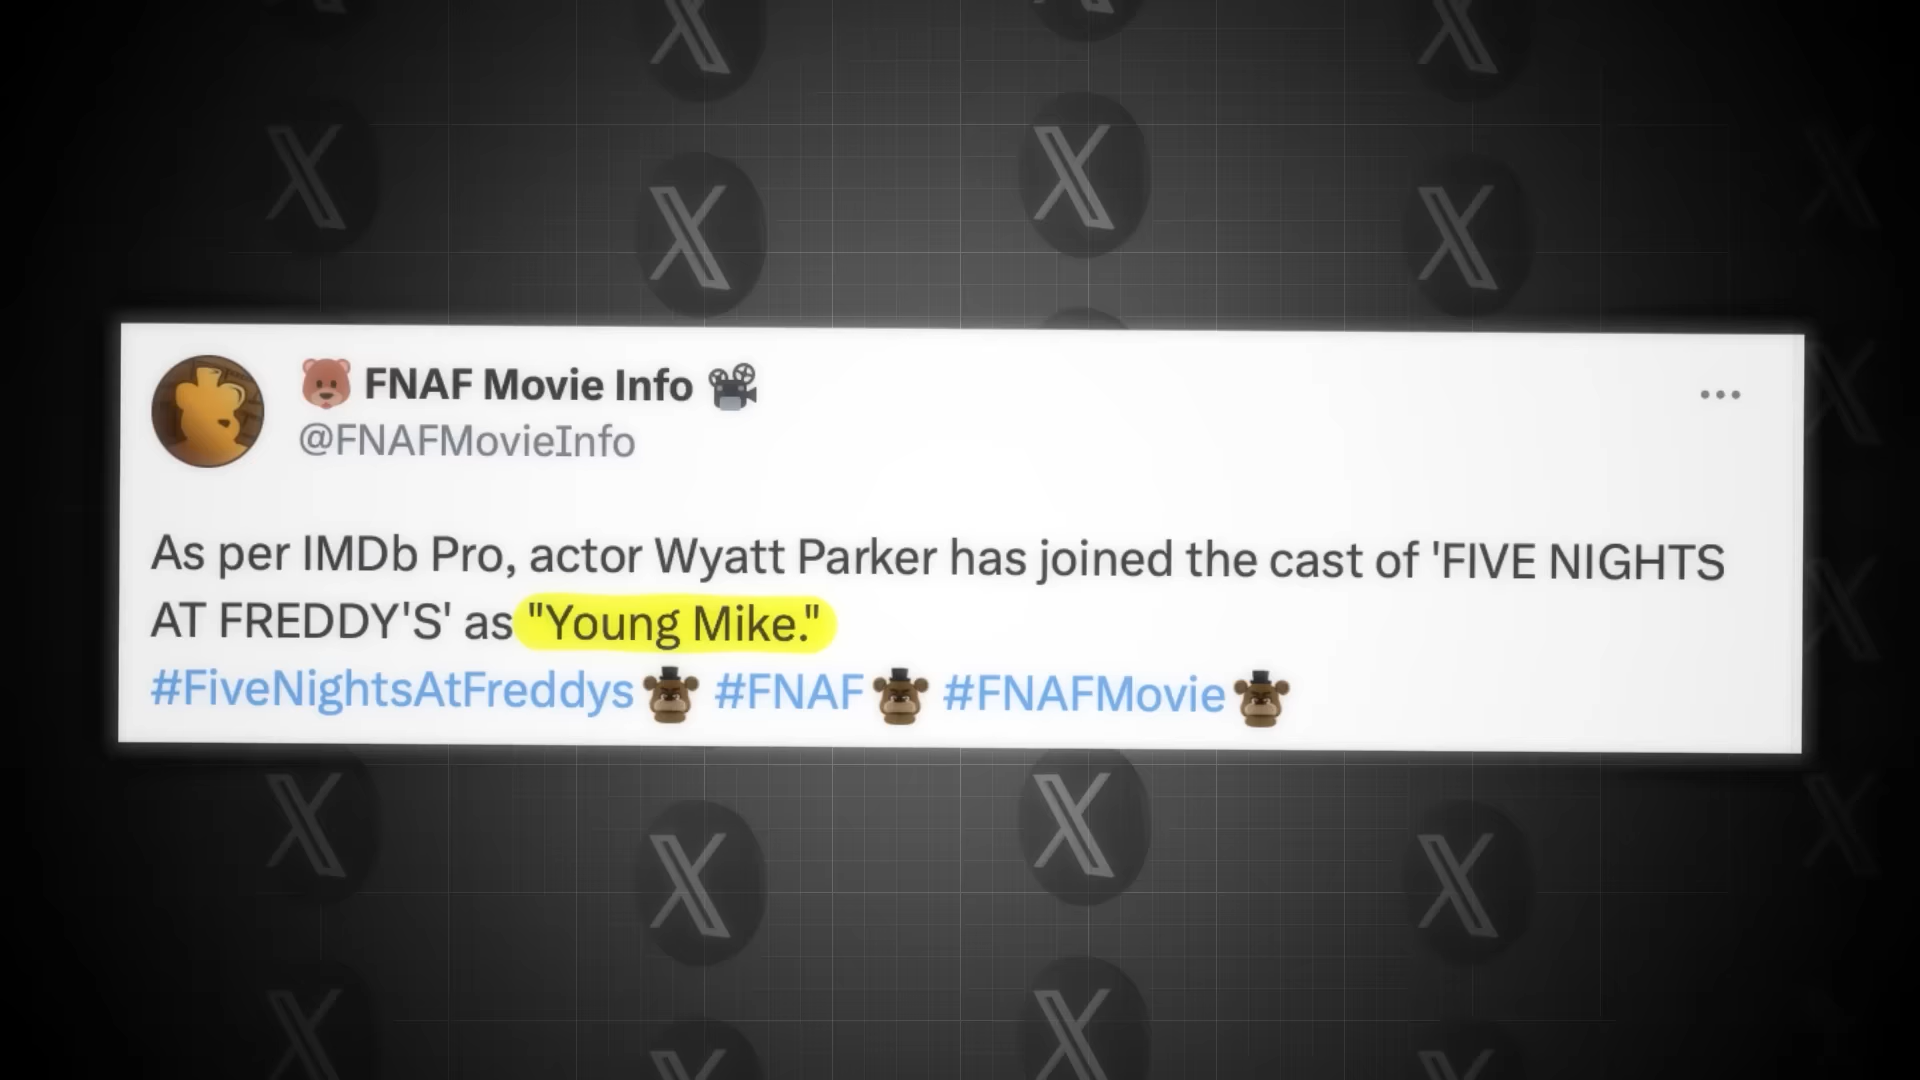 🐻 FNAF Movie Info 🎥
@FNAFMovieInfo
As per IMDb Pro, actor Wyatt Parker has joined the cast of 'FIVE NIGHTS
AT FREDDY'S' as "Young Mike."
#FiveNightsAtFreddys #FNAF #FNAFMovie